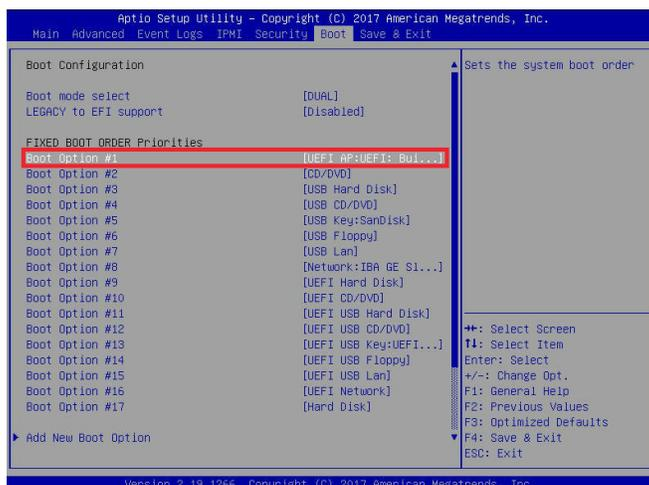 Aptio Setup Utility – Copyright (C) 2017 American Megatrends, Inc.
Main Advanced Event Logs IPMI Security Boot Save & Exit
Boot Configuration
Boot mode select [DUAL]
LEGACY to EFI support [Disabled]
FIXED BOOT ORDER Priorities
Boot Option #1 [UEFI AP:UEFI: Bui...]
Boot Option #2 [CD/DVD]
Boot Option #3 [USB Hard Disk]
Boot Option #4 [USB CD/DVD]
Boot Option #5 [USB Key:SanDisk]
Boot Option #6 [USB Floppy]
Boot Option #7 [USB Lan]
Boot Option #8 [Network:IBA GE Sl...]
Boot Option #9 [UEFI Hard Disk]
Boot Option #10 [UEFI CD/DVD]
Boot Option #11 [UEFI USB Hard Disk]
Boot Option #12 [UEFI USB CD/DVD]
Boot Option #13 [UEFI USB Key:UEFI...]
Boot Option #14 [UEFI USB Floppy]
Boot Option #15 [UEFI USB Lan]
Boot Option #16 [UEFI Network]
Boot Option #17 [Hard Disk]
Add New Boot Option
Sets the system boot order
→←: Select Screen
↑↓: Select Item
Enter: Select
+/-: Change Opt.
F1: General Help
F2: Previous Values
F3: Optimized Defaults
F4: Save & Exit
ESC: Exit
Version 2.19.1266. Copyright (C) 2017 American Megatrends, Inc.